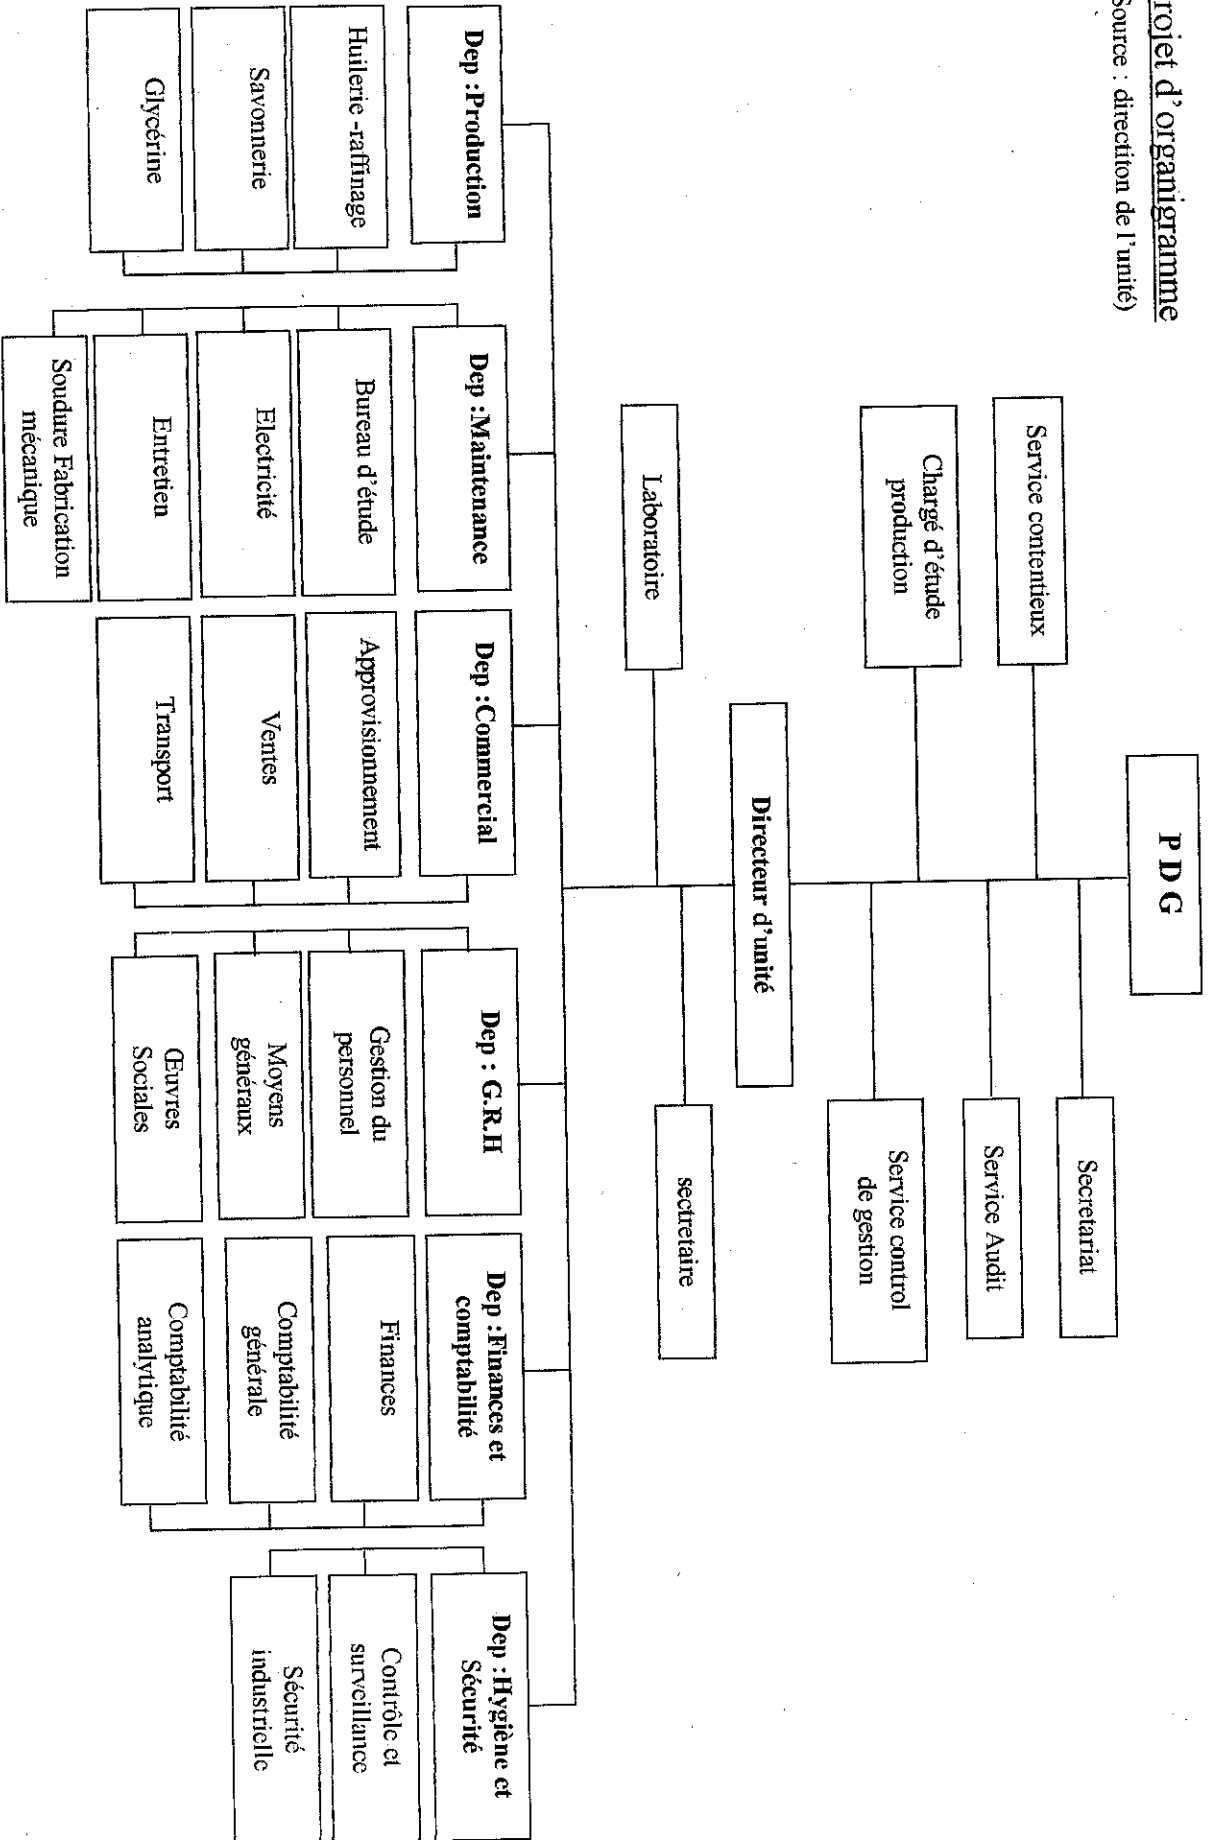 rojet d'organigramme
Source : directiton de l'unité)
P D G
Secretariat
Service contentieux
Service Audit
Chargé d'étude
production
Service control
de gestion
Directeur d'unité
sectretaire
Laboratoire
Dep :Production
Huilerie -raffinage
Savonnerie
Glycérine
Dep :Maintenance
Bureau d'étude
Electricité
Entretien
Soudure Fabrication
mécanique
Dep :Commercial
Approvisionnement
Ventes
Transport
Dep : G.R.H
Gestion du
personnel
Moyens
généraux
Œuvres
Sociales
Dep :Finances et
comptabilité
Finances
Comptabilité
générale
Comptabilité
analytique
Dep :Hygiène et
Sécurité
Contrôle et
surveillance
Sécurité
industrielle